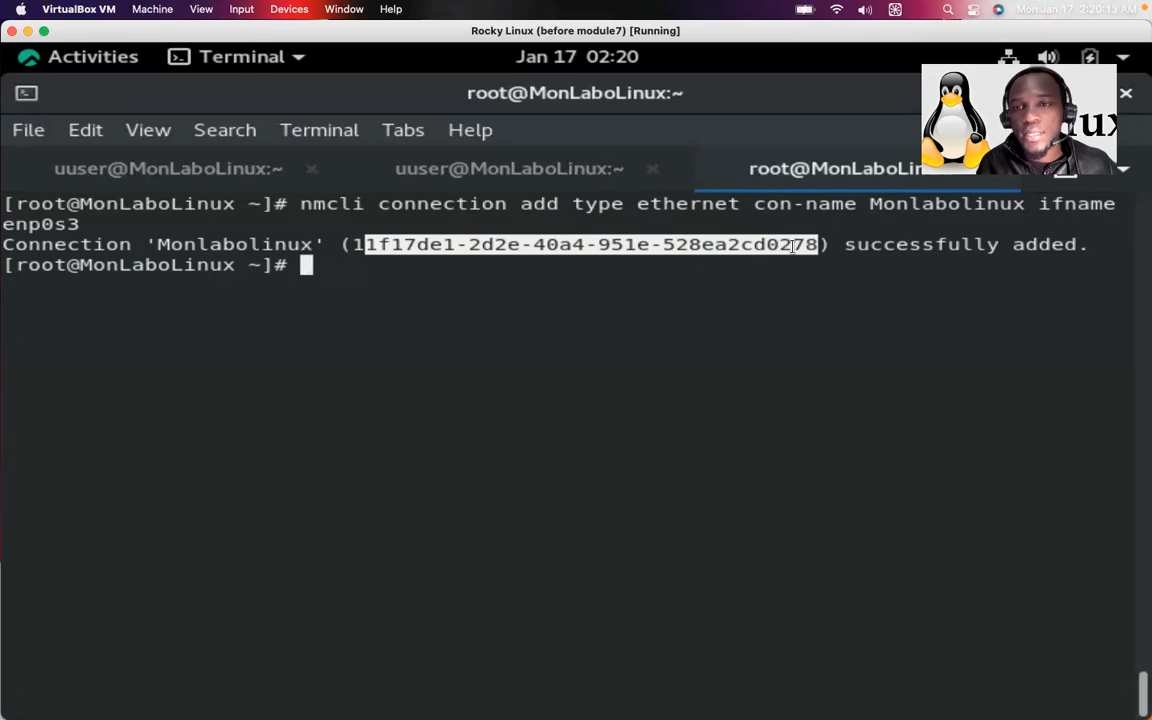 VirtualBox VM Machine View Input Devices Window Help Mon Jan 17 2:20:13 AM
Rocky Linux (before module7) [Running]
Activities Terminal Jan 17 02:20
root@MonLaboLinux:~
File Edit View Search Terminal Tabs Help
uuser@MonLaboLinux:~ × uuser@MonLaboLinux:~ × root@MonLaboLin
ux
[root@MonLaboLinux ~]# nmcli connection add type ethernet con-name Monlabolinux ifname
enp0s3
Connection 'Monlabolinux' (11f17de1-2d2e-40a4-951e-528ea2cd0278) successfully added.
[root@MonLaboLinux ~]#